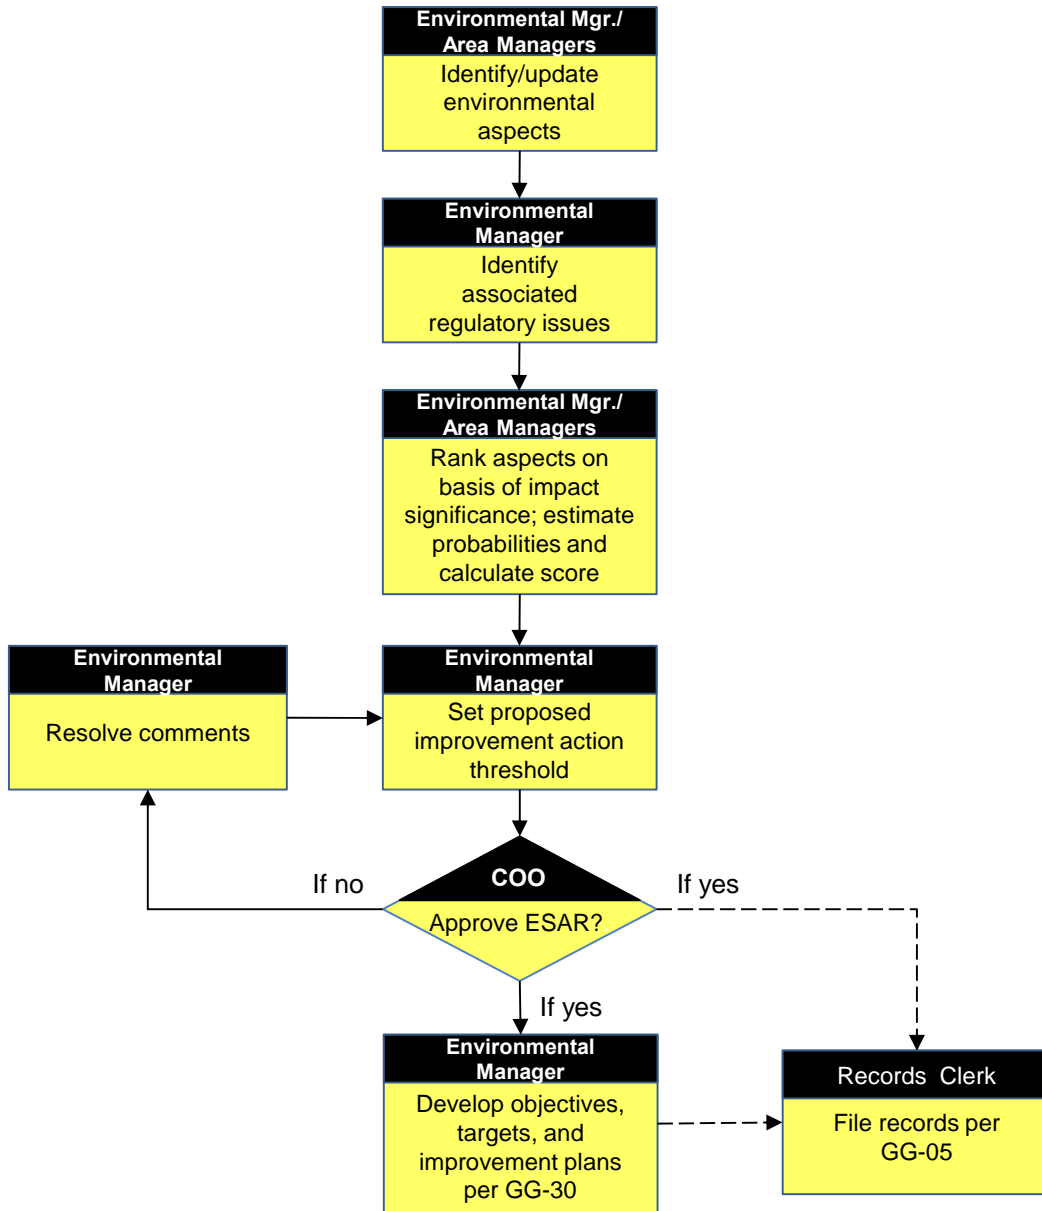 Environmental Mgr./
Area Managers
Identify/update
environmental
aspects
Environmental
Manager
Identify
associated
regulatory issues
Environmental Mgr./
Area Managers
Rank aspects on
basis of impact
significance; estimate
probabilities and
calculate score
Environmental
Manager
Resolve comments
Environmental
Manager
Set proposed
improvement action
threshold
If no
COO
If yes
Approve ESAR?
If yes
Environmental
Manager
Develop objectives,
targets, and
improvement plans
per GG-30
Records Clerk
File records per
GG-05